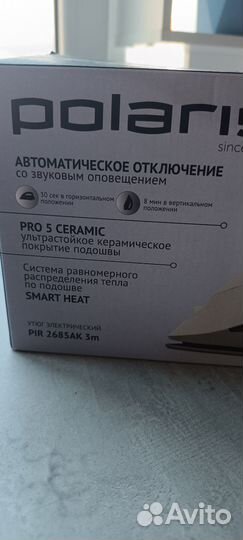 polaris
since
АВТОМАТИЧЕСКОЕ ОТКЛЮЧЕНИЕ
СО ЗВУКОВЫМ ОПОВЕЩЕНИЕМ
30 сек в горизонтальном
положении
8 мин в вертикальном
положении
PRO 5 CERAMIC
ультрастойкое керамическое
покрытие подошвы
Система равномерного
распределения тепла
по подошве
SMART HEAT
УТЮГ ЭЛЕКТРИЧЕСКИЙ
PIR 2685AK 3m
Avito